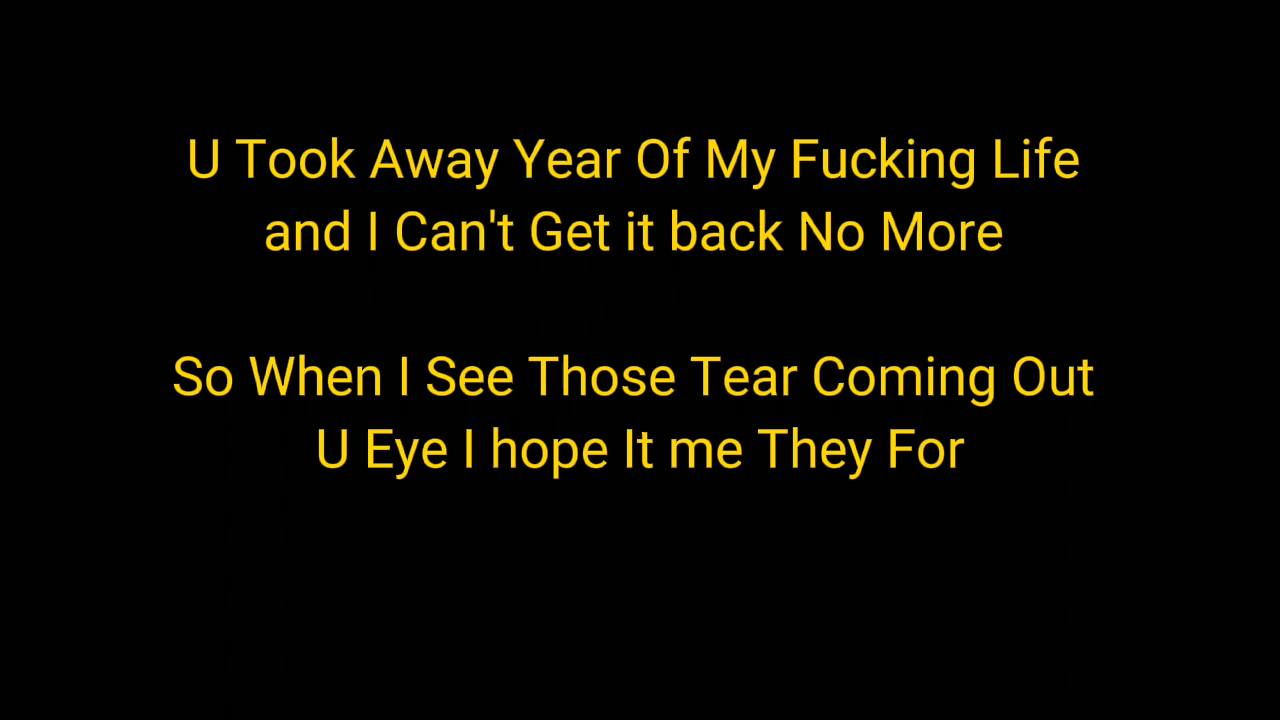 U Took Away Year Of My Fucking Life
and I Can't Get it back No More
So When I See Those Tear Coming Out
U Eye I hope It me They For